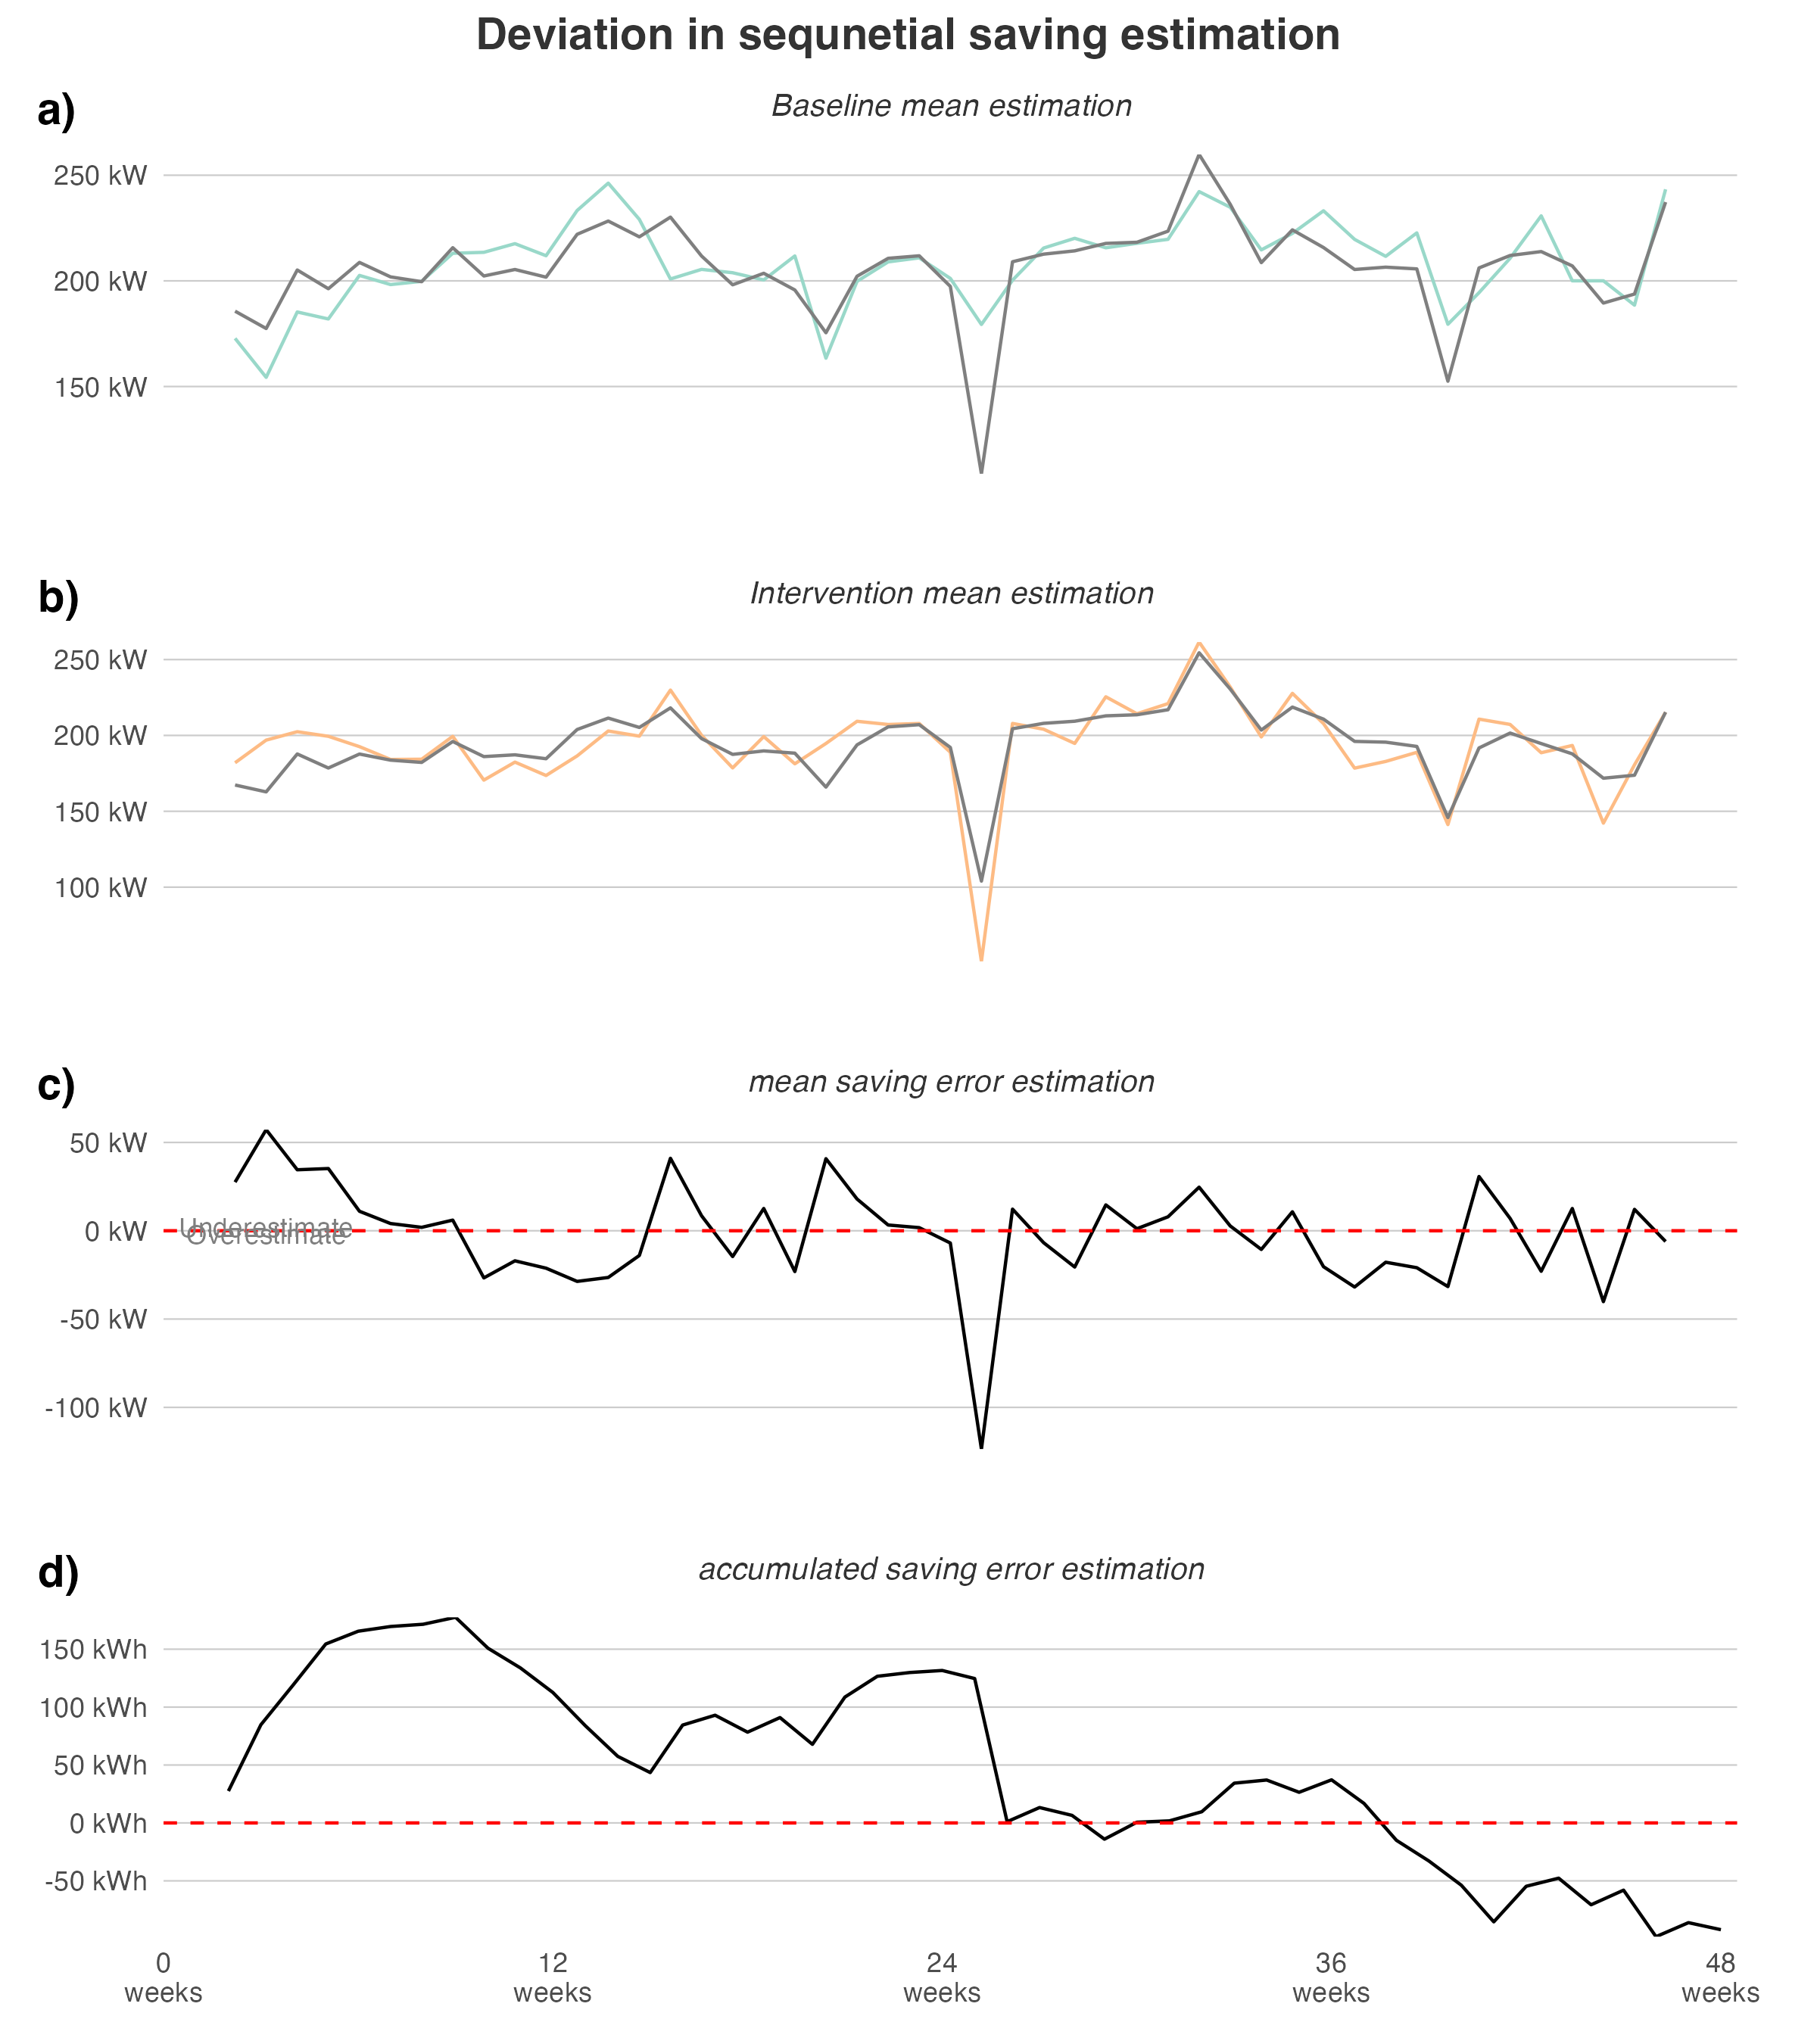 Deviation in sequnetial saving estimation
a)
Baseline mean estimation
250 kW
200 kW
150 kW
b)
Intervention mean estimation
250 kW
200 kW
150 kW
100 kW
c)
mean saving error estimation
50 kW
Underestimate
0 kW
Overestimate
-50 kW
-100 kW
d)
accumulated saving error estimation
150 kWh
100 kWh
50 kWh
0 kWh
-50 kWh
0 12 24 36 48
weeks weeks weeks weeks weeks